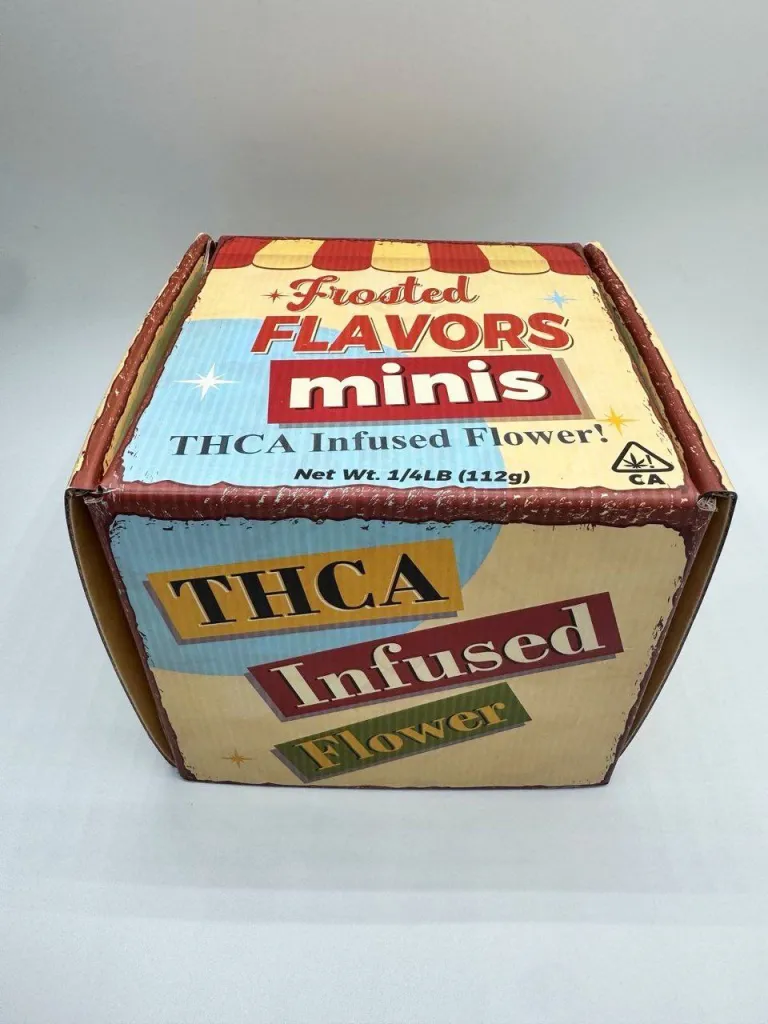 Frosted
FLAVORS
minis
THCA Infused Flower!
Net Wt. 1/4LB (112g)
CA
THCA
Infused
Flower